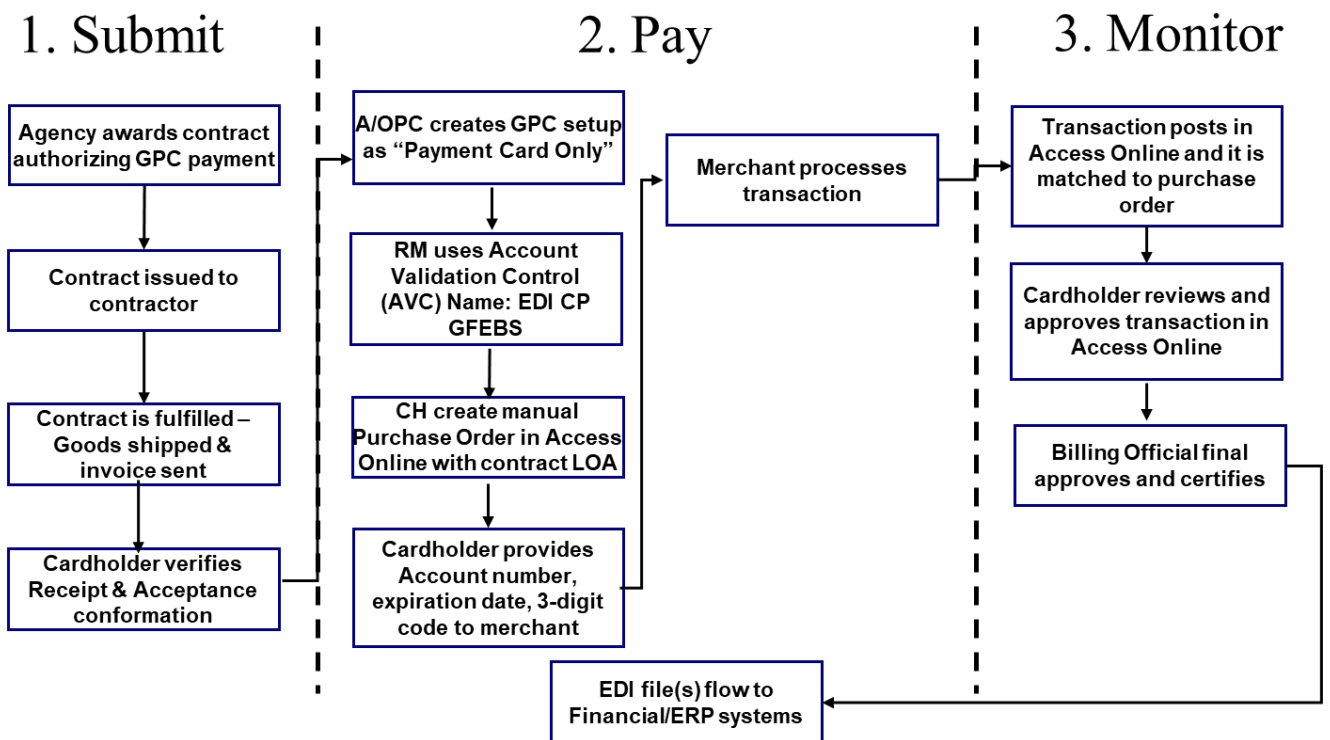 1. Submit
Agency awards contract
authorizing GPC payment
Contract issued to
contractor
Contract is fulfilled –
Goods shipped &
invoice sent
Cardholder verifies
Receipt & Acceptance
conformation
2. Pay
A/OPC creates GPC setup
as “Payment Card Only”
RM uses Account
Validation Control
(AVC) Name: EDI CP
GFEBS
CH create manual
Purchase Order in Access
Online with contract LOA
Cardholder provides
Account number,
expiration date, 3-digit
code to merchant
Merchant processes
transaction
3. Monitor
Transaction posts in
Access Online and it is
matched to purchase
order
Cardholder reviews and
approves transaction in
Access Online
Billing Official final
approves and certifies
EDI file(s) flow to
Financial/ERP systems